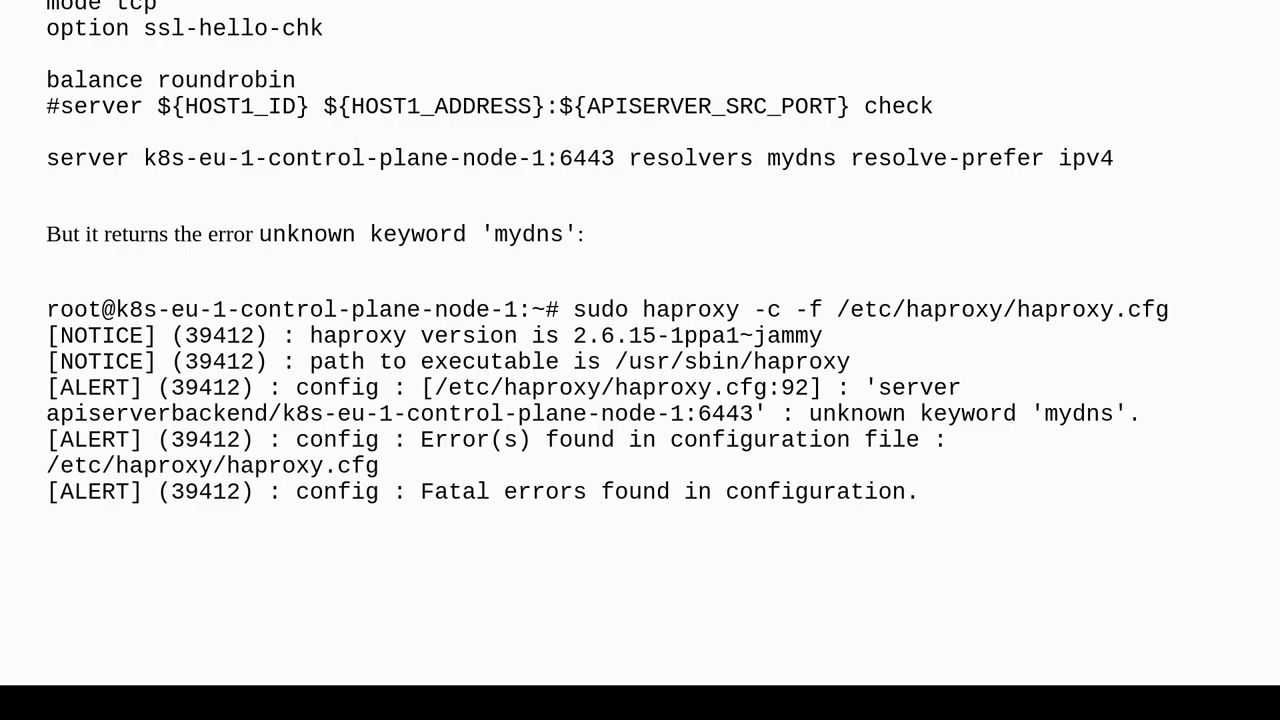 mode tcp
option ssl-hello-chk
balance roundrobin
#server ${HOST1_ID} ${HOST1_ADDRESS}:${APISERVER_SRC_PORT} check
server k8s-eu-1-control-plane-node-1:6443 resolvers mydns resolve-prefer ipv4
But it returns the error unknown keyword 'mydns':
root@k8s-eu-1-control-plane-node-1:~# sudo haproxy -c -f /etc/haproxy/haproxy.cfg
[NOTICE] (39412) : haproxy version is 2.6.15-1ppa1~jammy
[NOTICE] (39412) : path to executable is /usr/sbin/haproxy
[ALERT] (39412) : config : [/etc/haproxy/haproxy.cfg:92] : 'server
apiserverbackend/k8s-eu-1-control-plane-node-1:6443' : unknown keyword 'mydns'.
[ALERT] (39412) : config : Error(s) found in configuration file :
/etc/haproxy/haproxy.cfg
[ALERT] (39412) : config : Fatal errors found in configuration.